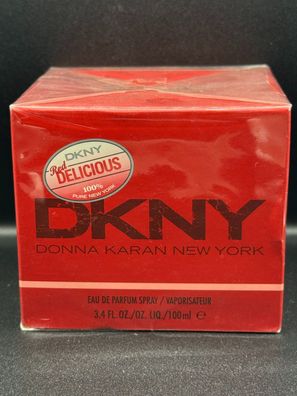 DKNY
Red
DELICIOUS
100%
PURE NEW YORK
DKNY
DONNA KARAN NEW YORK
EAU DE PARFUM SPRAY / VAPORISATEUR
3.4 FL. OZ./OZ. LIQ./100ml ℮